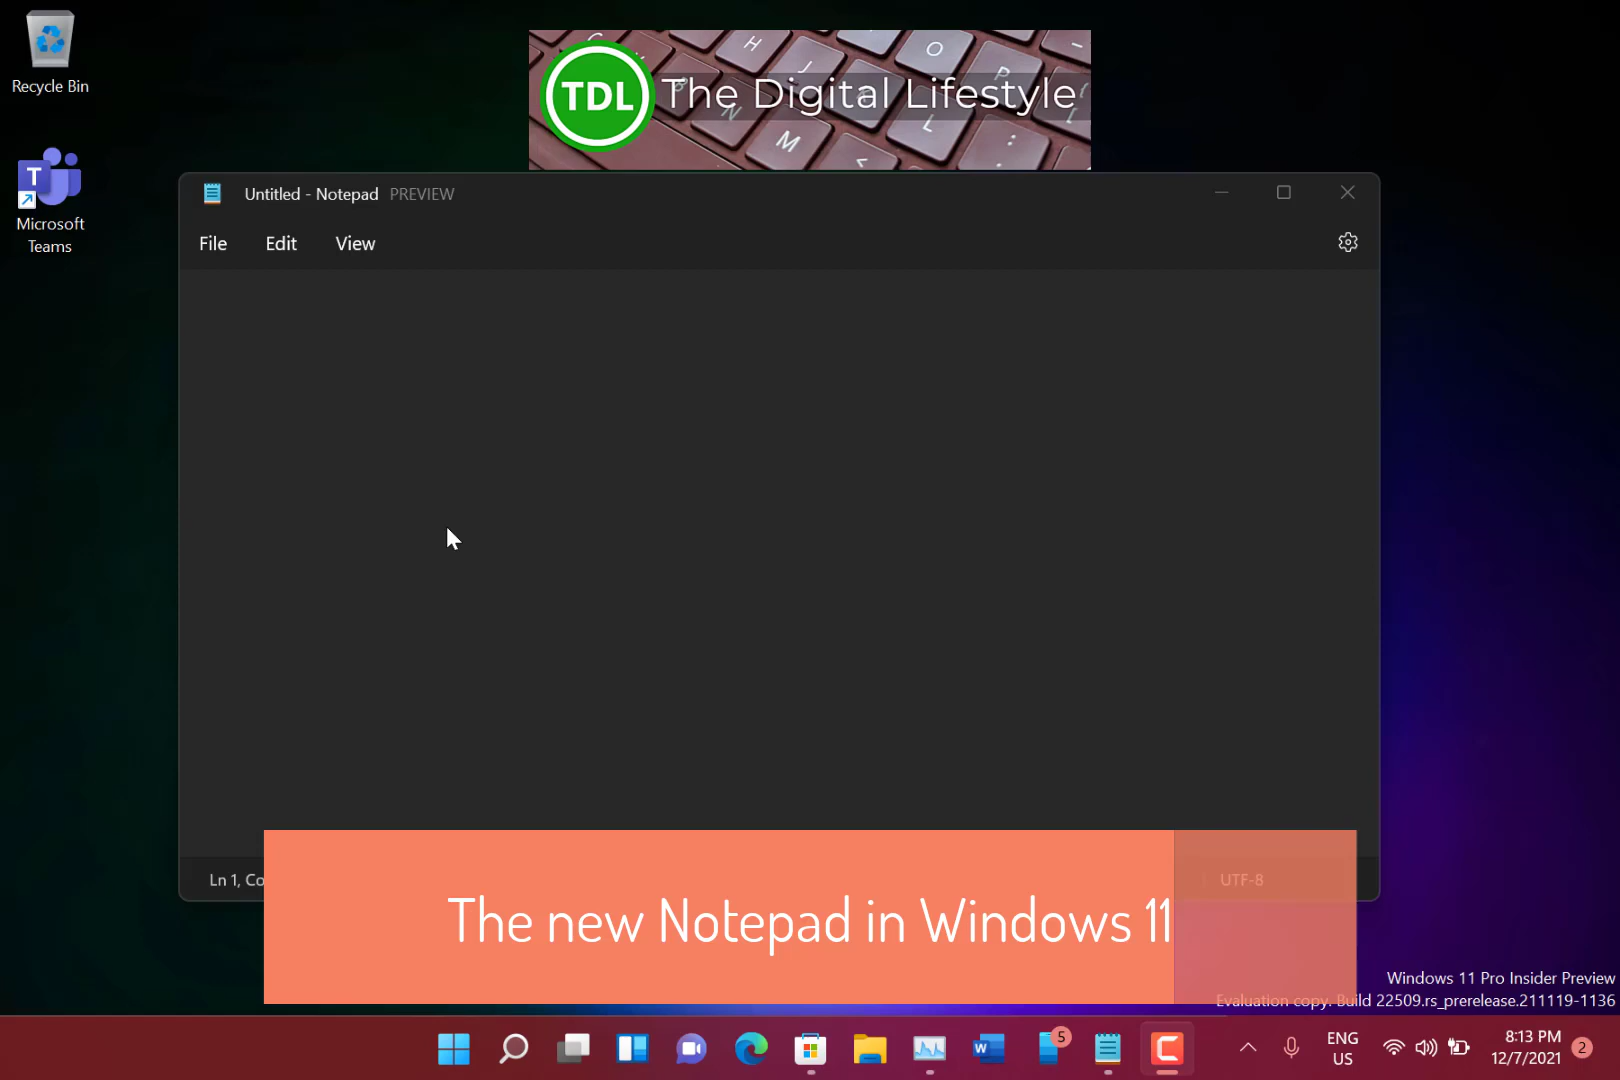 Recycle Bin
Microsoft
Teams
TDL The Digital Lifestyle
Untitled - Notepad PREVIEW
File Edit View
Ln 1, Co
UTF-8
The new Notepad in Windows 11
Windows 11 Pro Insider Preview
Evaluation copy. Build 22509.rs_prerelease.211119-1136
5
ENG
US
8:13 PM
12/7/2021
2